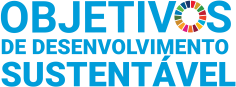 OBJETIVOS
DE DESENVOLVIMENTO
SUSTENTÁVEL